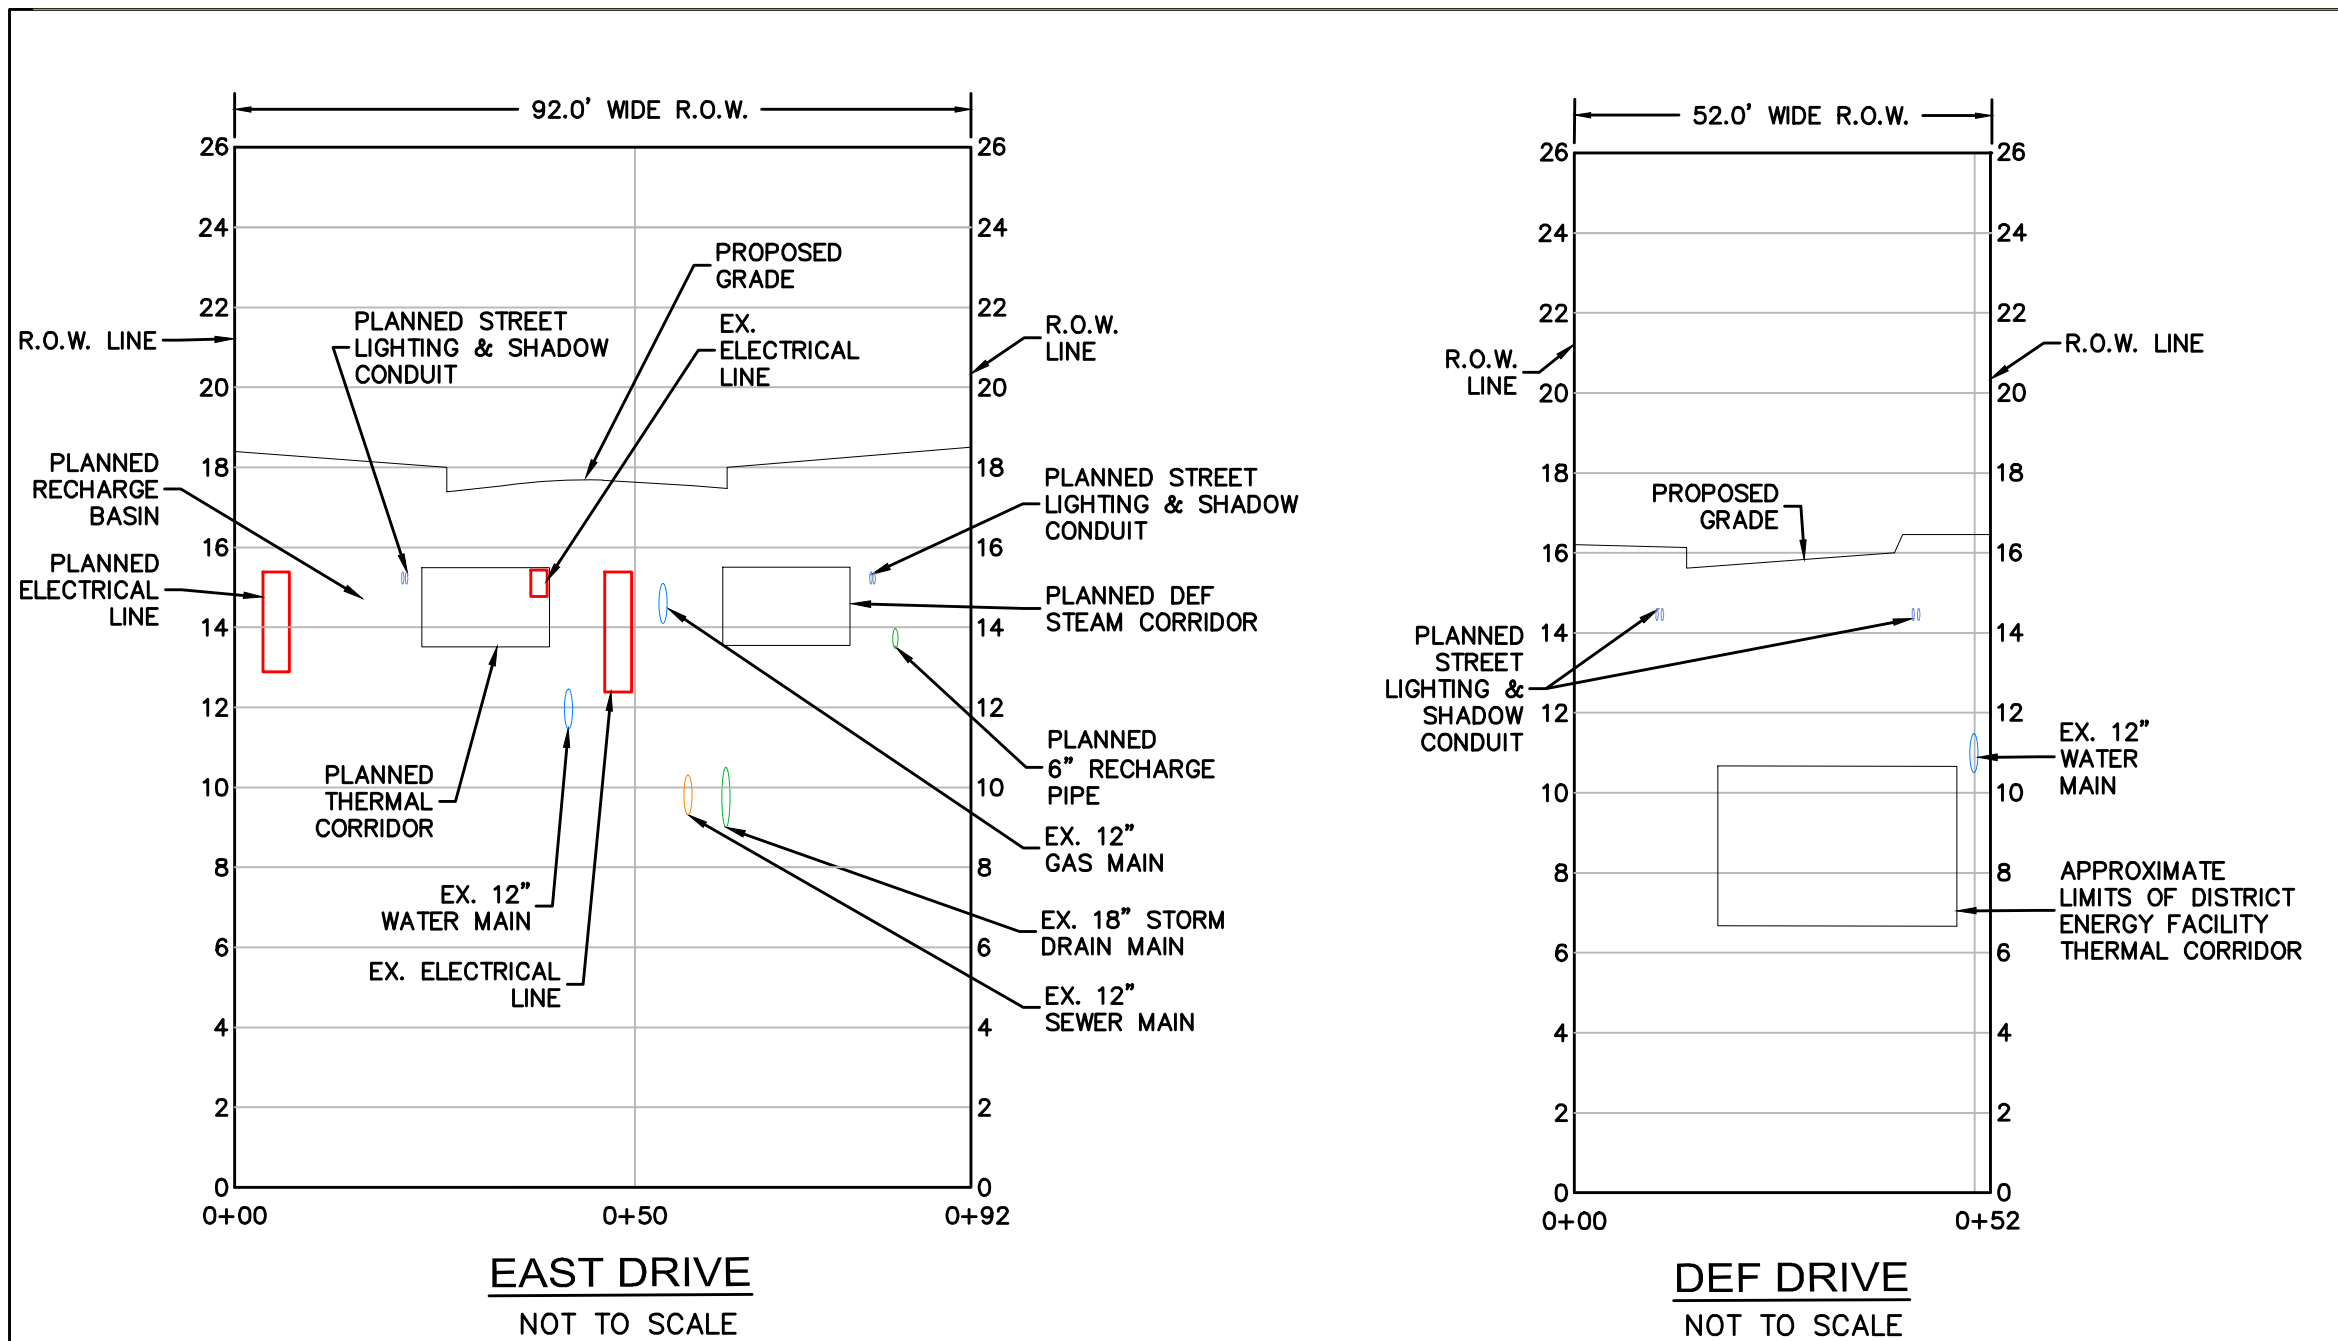 92.0' WIDE R.O.W.
26
26
24
24
22
22
20
20
18
18
16
16
14
14
12
12
10
10
8
8
6
6
4
4
2
2
0
0
0+00
0+50
0+92
R.O.W. LINE
PLANNED STREET
LIGHTING & SHADOW
CONDUIT
PROPOSED
GRADE
EX.
ELECTRICAL
LINE
R.O.W.
LINE
PLANNED
RECHARGE
BASIN
PLANNED
ELECTRICAL
LINE
PLANNED STREET
LIGHTING & SHADOW
CONDUIT
PLANNED DEF
STEAM CORRIDOR
PLANNED
THERMAL
CORRIDOR
PLANNED
6" RECHARGE
PIPE
EX. 12"
GAS MAIN
EX. 12"
WATER MAIN
EX. 18" STORM
DRAIN MAIN
EX. ELECTRICAL
LINE
EX. 12"
SEWER MAIN
EAST DRIVE
NOT TO SCALE
52.0' WIDE R.O.W.
26
26
24
24
22
22
20
20
18
18
16
16
14
14
12
12
10
10
8
8
6
6
4
4
2
2
0
0
0+00
0+52
R.O.W.
LINE
R.O.W. LINE
PROPOSED
GRADE
PLANNED
STREET
LIGHTING &
SHADOW
CONDUIT
EX. 12"
WATER
MAIN
APPROXIMATE
LIMITS OF DISTRICT
ENERGY FACILITY
THERMAL CORRIDOR
DEF DRIVE
NOT TO SCALE